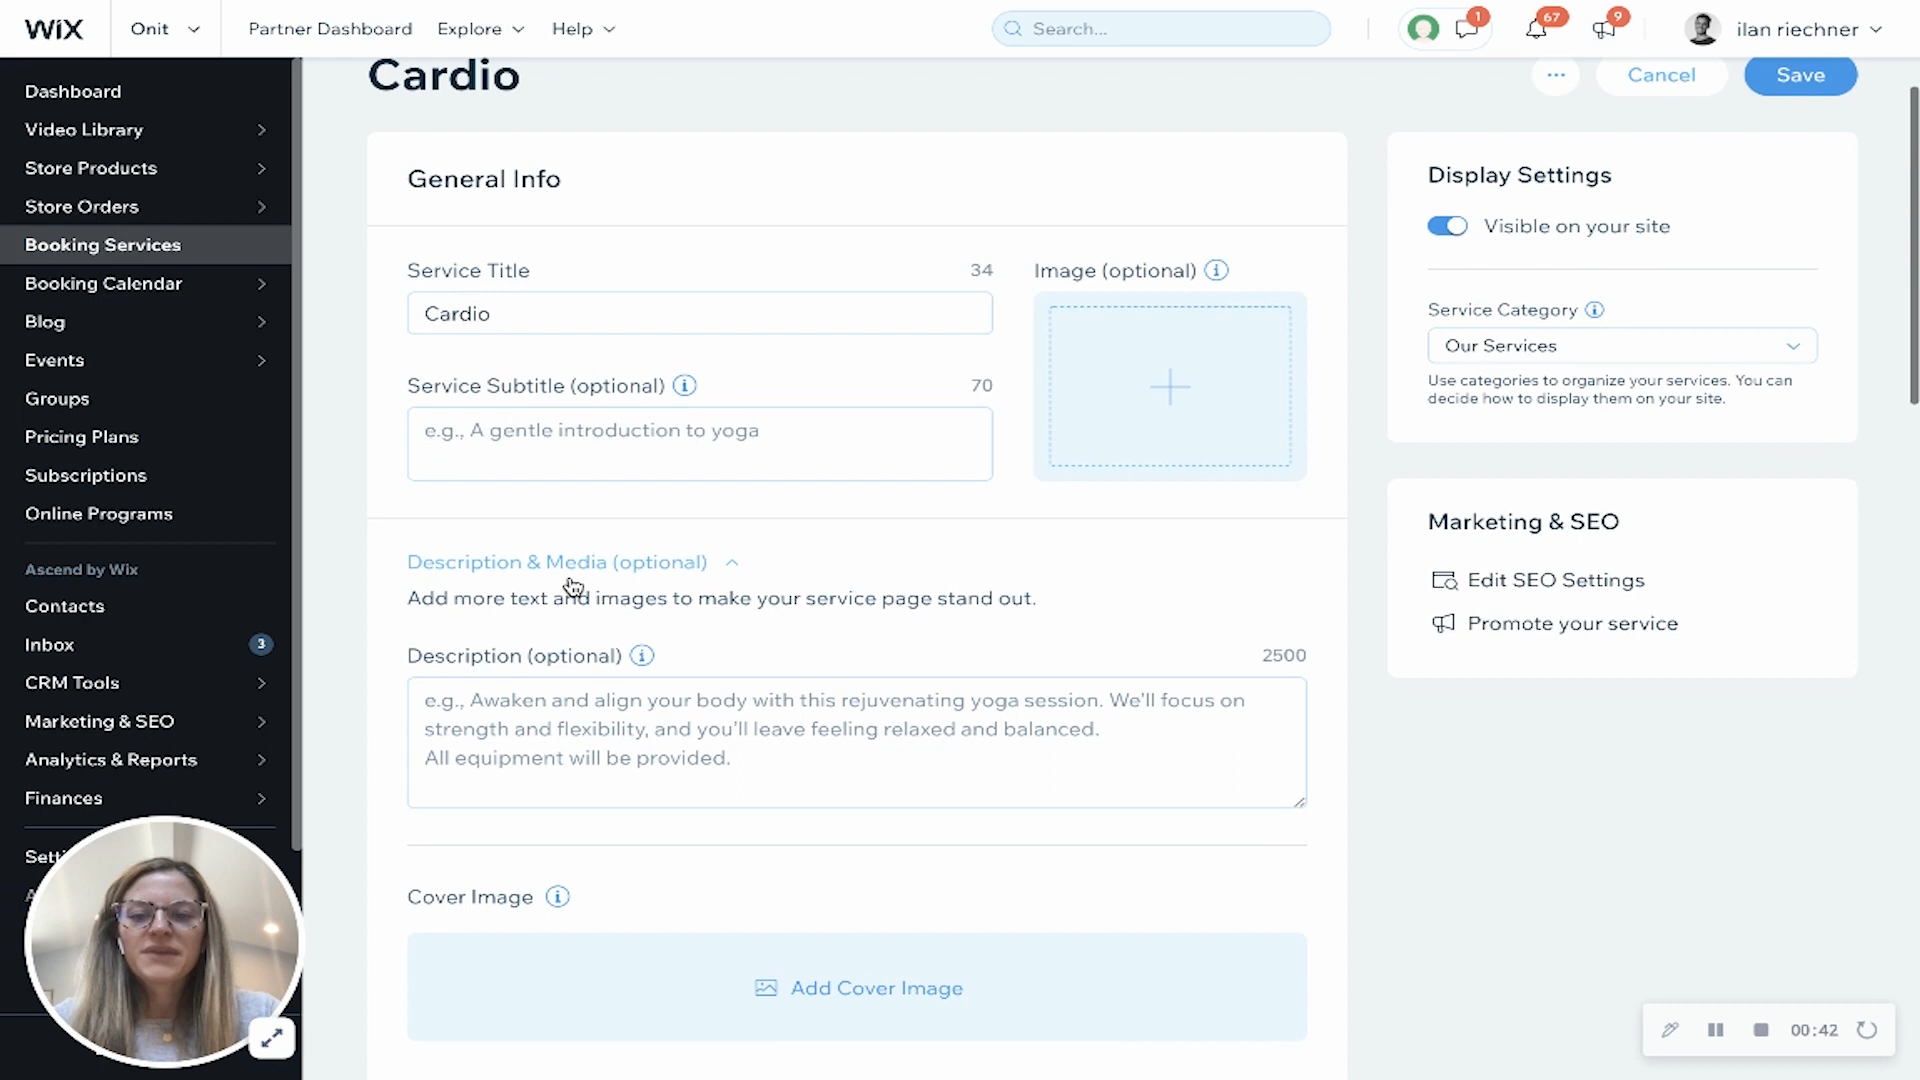 WiX
Onit
Partner Dashboard
Explore
Help
Search...
1
67
9
ilan riechner
Dashboard
Video Library
Store Products
Store Orders
Booking Services
Booking Calendar
Blog
Events
Groups
Pricing Plans
Subscriptions
Online Programs
Ascend by Wix
Contacts
Inbox
3
CRM Tools
Marketing & SEO
Analytics & Reports
Finances
Cardio
...
Cancel
Save
General Info
Service Title
34
Cardio
Service Subtitle (optional)
70
e.g., A gentle introduction to yoga
Image (optional)
Description & Media (optional)
Add more text and images to make your service page stand out.
Description (optional)
2500
e.g., Awaken and align your body with this rejuvenating yoga session. We'll focus on
strength and flexibility, and you'll leave feeling relaxed and balanced.
All equipment will be provided.
Cover Image
Add Cover Image
Display Settings
Visible on your site
Service Category
Our Services
Use categories to organize your services. You can
decide how to display them on your site.
Marketing & SEO
Edit SEO Settings
Promote your service
00:42